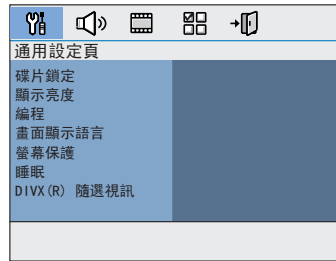 通用設定頁
碟片鎖定
顯示亮度
編程
畫面顯示語言
螢幕保護
睡眠
DIVX(R) 隨選視訊